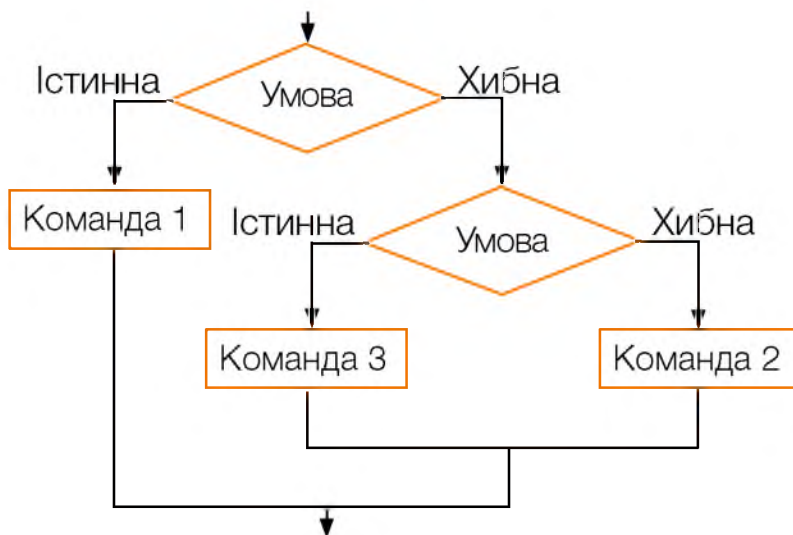 Істинна
Умова
Хибна
Команда 1
Істинна
Умова
Хибна
Команда 3
Команда 2